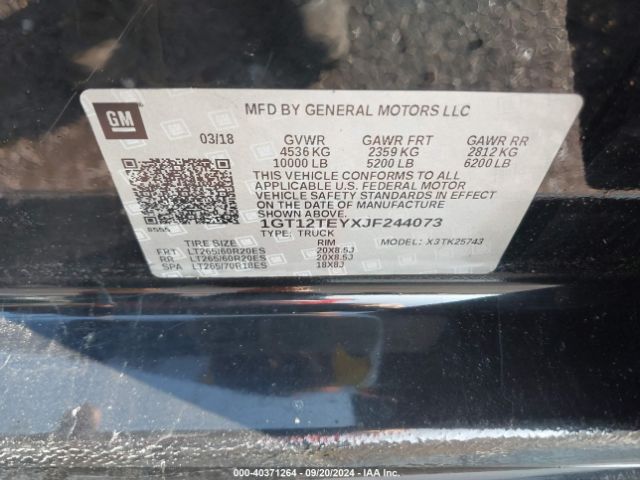 GM
MFD BY GENERAL MOTORS LLC
03/18 GVWR GAWR FRT GAWR RR
4536 KG 2359 KG 2812 KG
10000 LB 5200 LB 6200 LB
THIS VEHICLE CONFORMS TO ALL
APPLICABLE U.S. FEDERAL MOTOR
VEHICLE SAFETY STANDARDS IN EFFECT
ON THE DATE OF MANUFACTURE
SHOWN ABOVE.
1GT12TEYXJF244073
TYPE: TRUCK MODEL: X3TK25743
TIRE SIZE RIM
FRT LT265/60R20ES 20X8.5J
RR LT265/60R20ES 20X8.5J
SPA LT265/70R18ES 18X8J
000-40371264 - 09/20/2024 - IAA Inc.